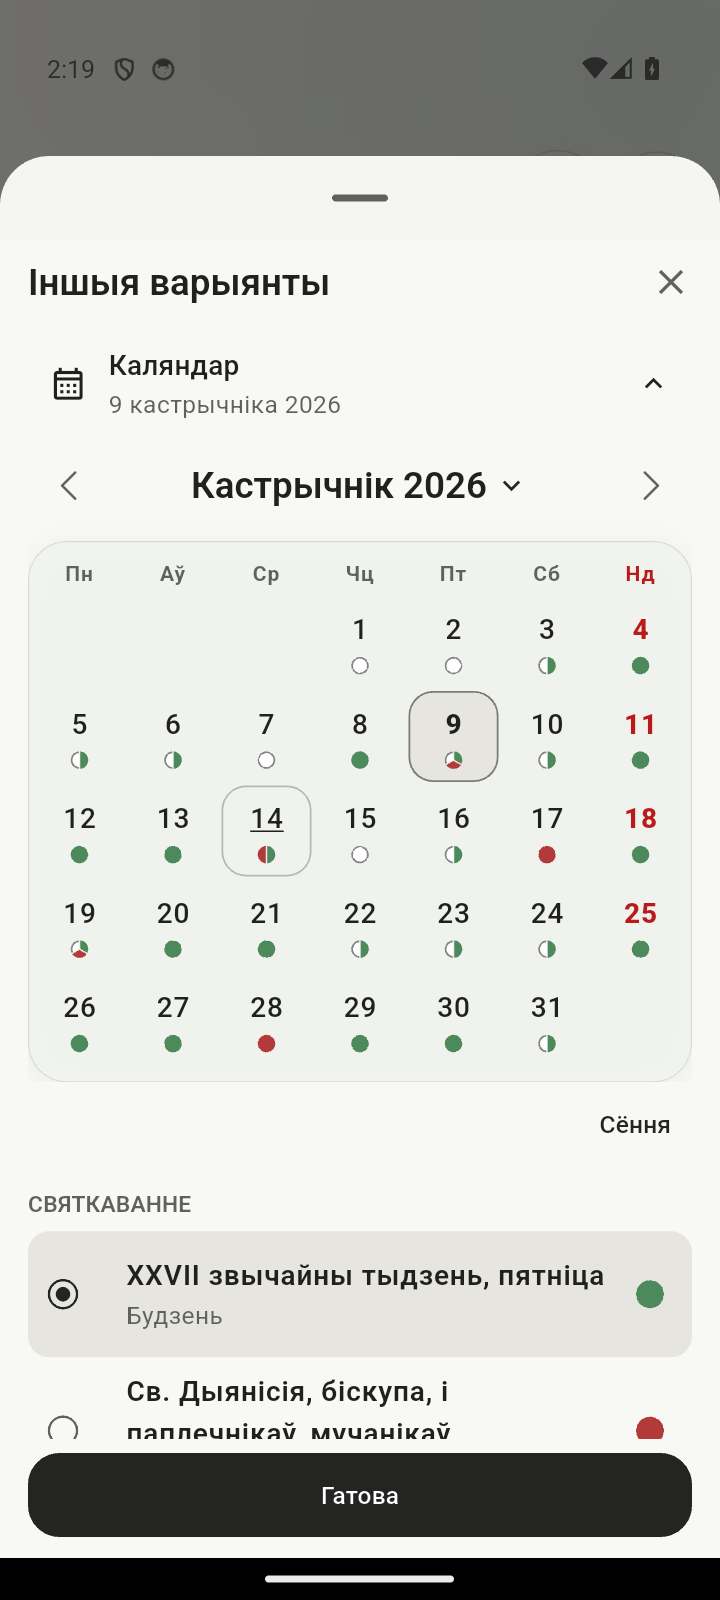 2:19
Іншыя варыянты
Каляндар
9 кастрычніка 2026
Кастрычнік 2026
Пн Аў Ср Чц Пт Сб Нд
1 2 3 4
5 6 7 8 9 10 11
12 13 14 15 16 17 18
19 20 21 22 23 24 25
26 27 28 29 30 31
Сёння
СВЯТКАВАННЕ
XXVII звычайны тыдзень, пятніца
Будзень
Св. Дыянісія, біскупа, і
паплечнікаў, мучанікаў
Гатова